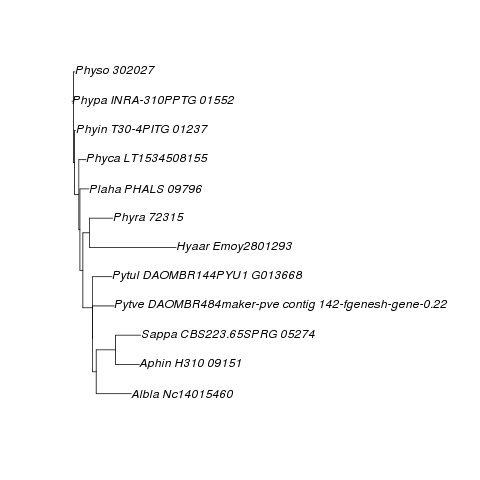 Physo 302027
Phypa INRA-310PPTG 01552
Phyin T30-4PITG 01237
Phyca LT1534508155
Plaha PHALS 09796
Phyra 72315
Hyaar Emoy2801293
Pytul DAOMBR144PYU1 G013668
Pytve DAOMBR484maker-pve contig 142-fgenesh-gene-0.22
Sappa CBS223.65SPRG 05274
Aphin H310 09151
Albla Nc14015460